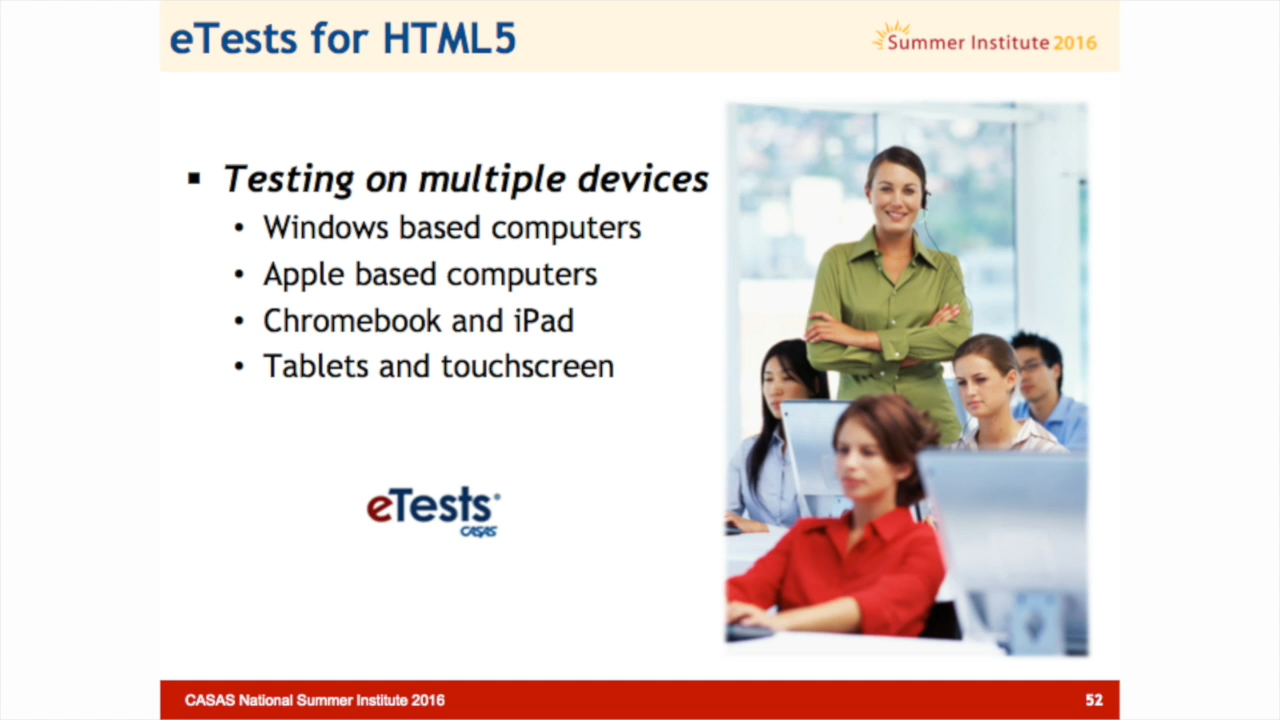 eTests for HTML5
Summer Institute 2016
▪ Testing on multiple devices
• Windows based computers
• Apple based computers
• Chromebook and iPad
• Tablets and touchscreen
eTests®
CASAS
CASAS National Summer Institute 2016
52